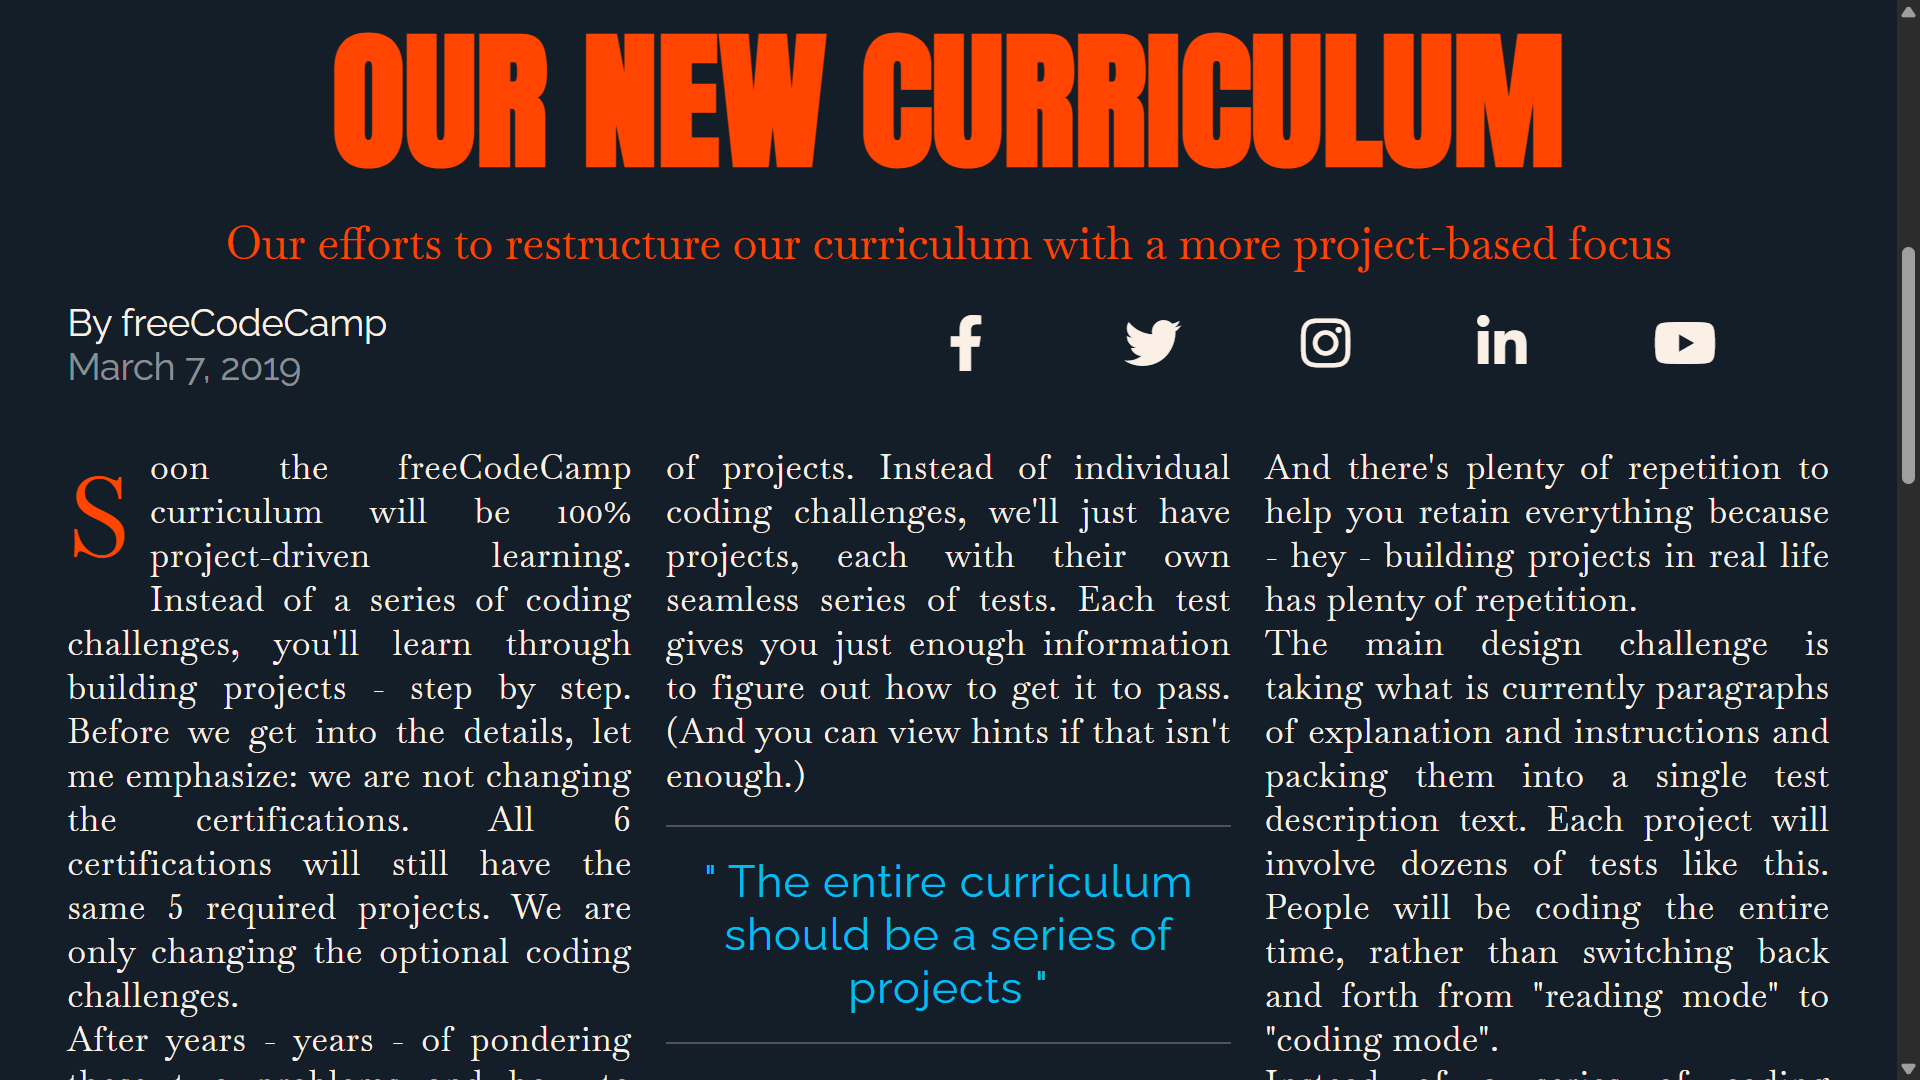 OUR NEW CURRICULUM
Our efforts to restructure our curriculum with a more project-based focus
By freeCodeCamp
March 7, 2019
Soon the freeCodeCamp
curriculum will be 100%
project-driven learning.
Instead of a series of coding
challenges, you'll learn through
building projects - step by step.
Before we get into the details, let
me emphasize: we are not changing
the certifications. All 6
certifications will still have the
same 5 required projects. We are
only changing the optional coding
challenges.
After years - years - of pondering
of projects. Instead of individual
coding challenges, we'll just have
projects, each with their own
seamless series of tests. Each test
gives you just enough information
to figure out how to get it to pass.
(And you can view hints if that isn't
enough.)
" The entire curriculum
should be a series of
projects "
And there's plenty of repetition to
help you retain everything because
- hey - building projects in real life
has plenty of repetition.
The main design challenge is
taking what is currently paragraphs
of explanation and instructions and
packing them into a single test
description text. Each project will
involve dozens of tests like this.
People will be coding the entire
time, rather than switching back
and forth from "reading mode" to
"coding mode".
Instead of a series of coding